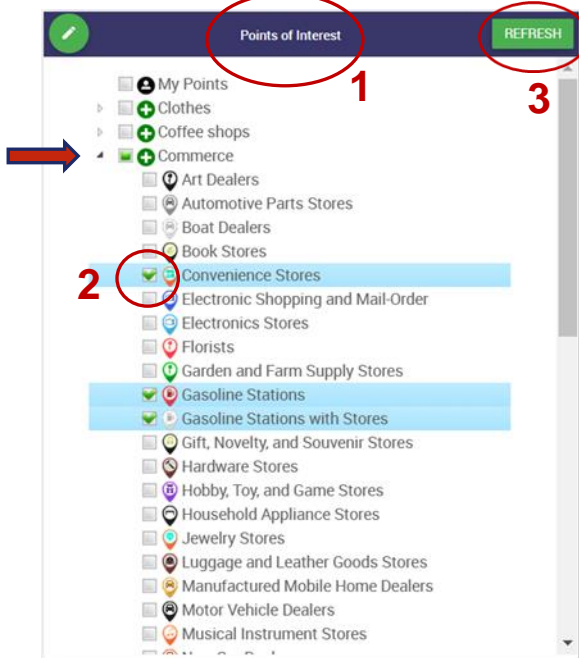 Points of Interest
REFRESH
1
3
My Points
Clothes
Coffee shops
Commerce
Art Dealers
Automotive Parts Stores
Boat Dealers
Book Stores
2
Convenience Stores
Electronic Shopping and Mail-Order
Electronics Stores
Florists
Garden and Farm Supply Stores
Gasoline Stations
Gasoline Stations with Stores
Gift, Novelty, and Souvenir Stores
Hardware Stores
Hobby, Toy, and Game Stores
Household Appliance Stores
Jewelry Stores
Luggage and Leather Goods Stores
Manufactured Mobile Home Dealers
Motor Vehicle Dealers
Musical Instrument Stores